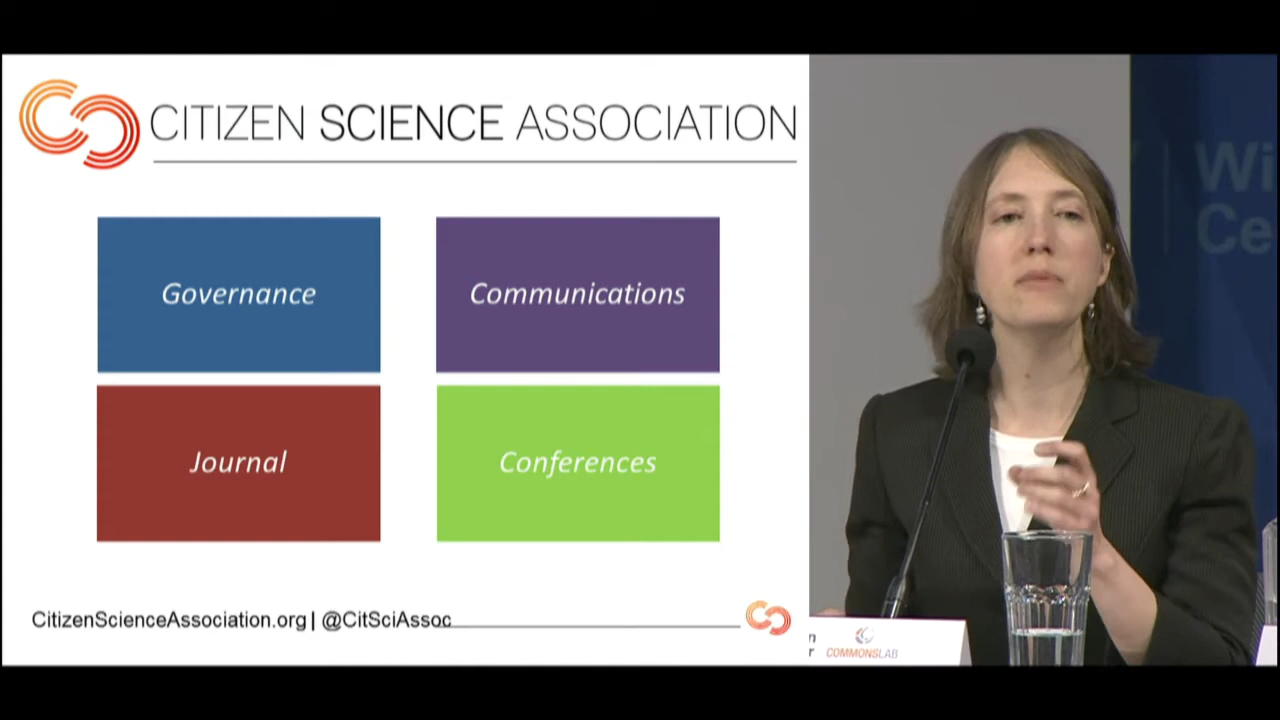 CITIZEN SCIENCE ASSOCIATION
Governance
Communications
Journal
Conferences
CitizenScienceAssociation.org | @CitSciAssoc
COMMONSLAB